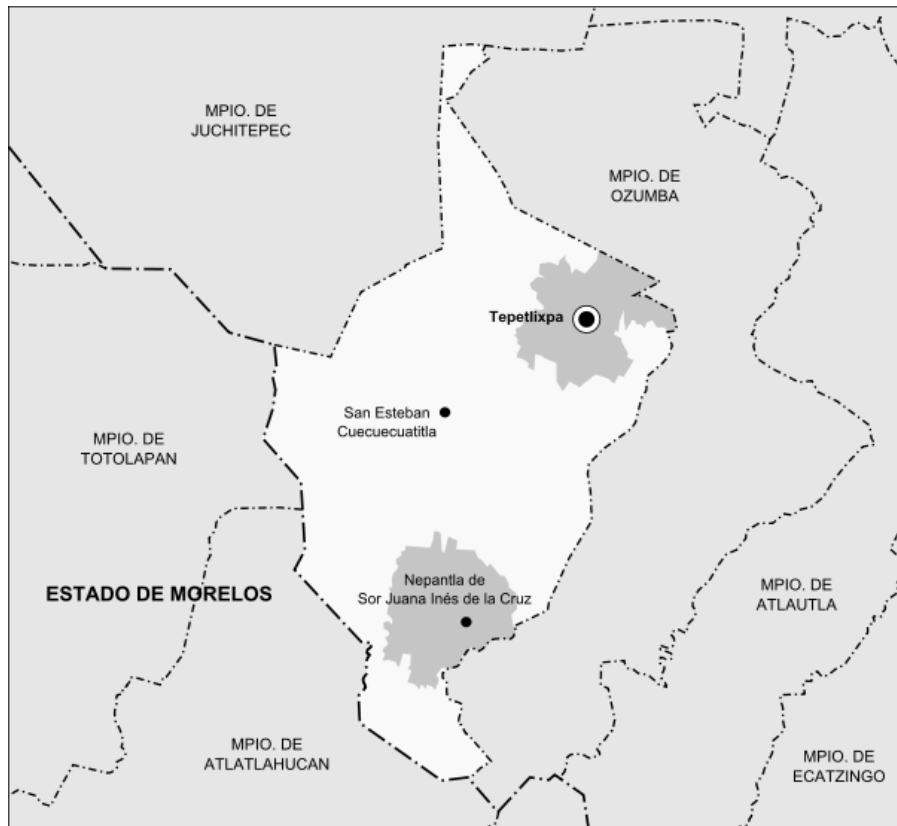 MPIO. DE
JUCHITEPEC
MPIO. DE
OZUMBA
Tepetlixpa
San Esteban
Cuecuecuatitla
MPIO. DE
TOTOLAPAN
Nepantla de
Sor Juana Inés de la Cruz
ESTADO DE MORELOS
MPIO. DE
ATLAUTLA
MPIO. DE
ATLATLAHUCAN
MPIO. DE
ECATZINGO